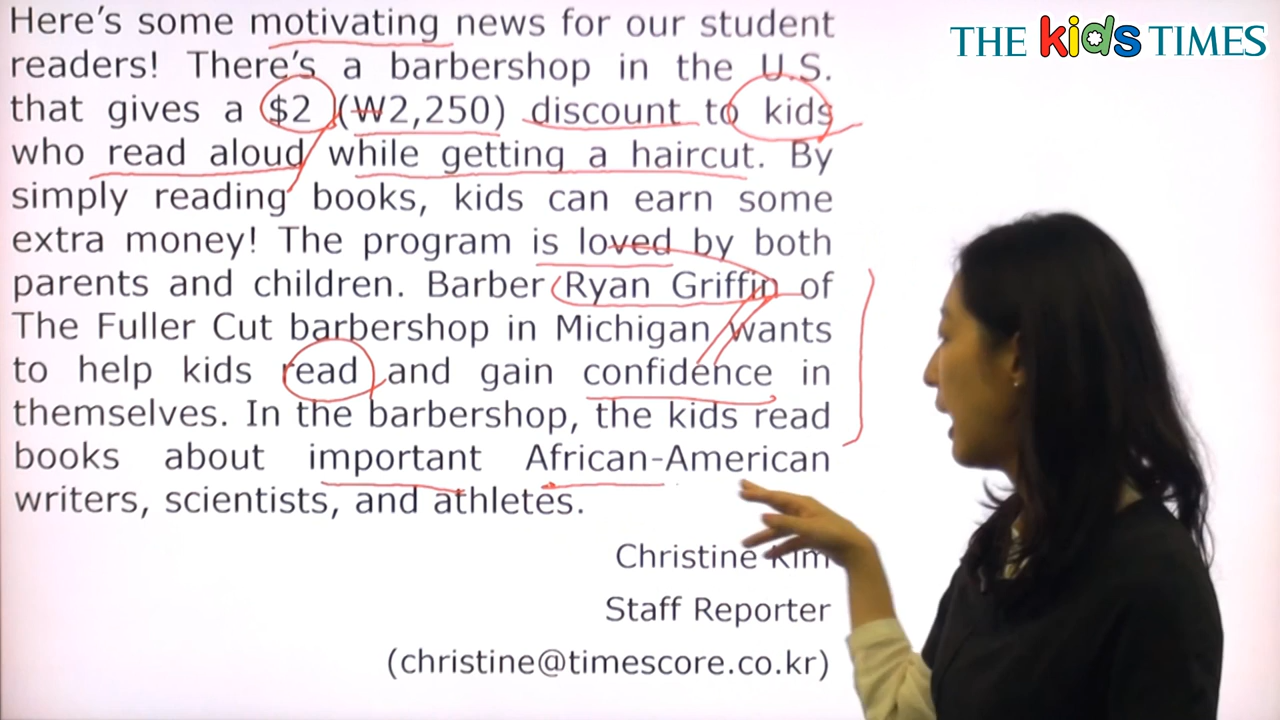 Here's some motivating news for our student
readers! There's a barbershop in the U.S.
that gives a $2 (₩2,250) discount to kids
who read aloud while getting a haircut. By
simply reading books, kids can earn some
extra money! The program is loved by both
parents and children. Barber Ryan Griffin of
The Fuller Cut barbershop in Michigan wants
to help kids read and gain confidence in
themselves. In the barbershop, the kids read
books about important African-American
writers, scientists, and athletes.
Christine Kim
Staff Reporter
(christine@timescore.co.kr)
THE kids TIMES